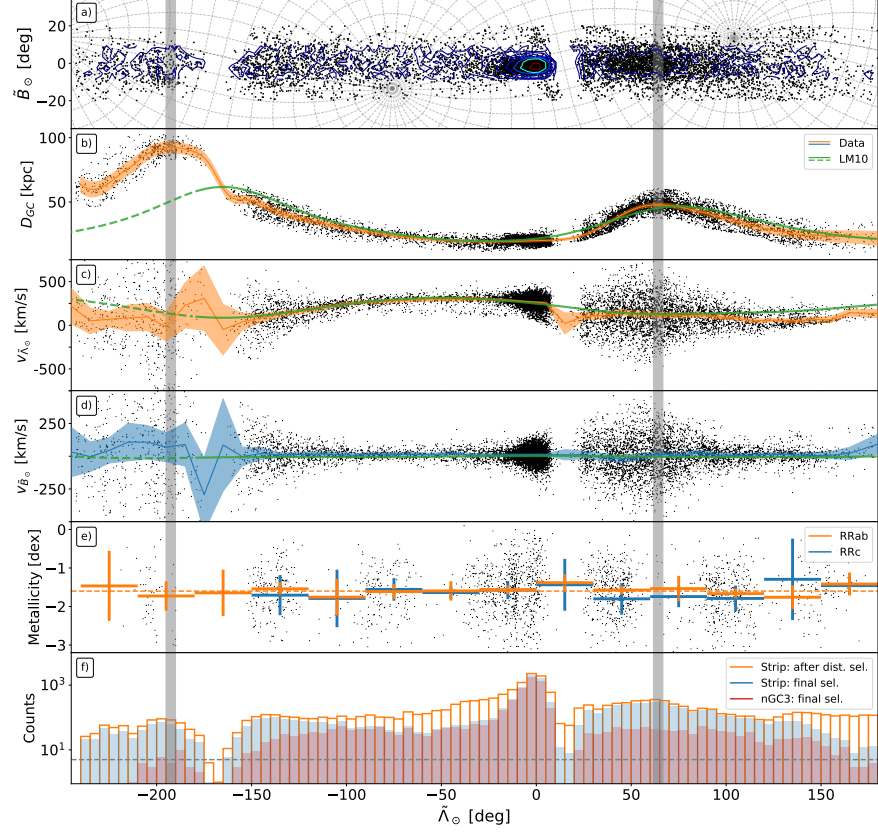 a)
20
0
−20
B̃⊙ [deg]
b)
100
50
D_GC [kpc]
Data
LM10
c)
500
0
-500
v_Λ̃⊙ [km/s]
d)
250
-250
v_B̃⊙ [km/s]
e)
0
−1
−2
−3
Metallicity [dex]
RRab
RRc
f)
10³
10¹
Counts
Strip: after dist. sel.
Strip: final sel.
nGC3: final sel.
−200 −150 −100 −50 0 50 100 150
Λ̃⊙ [deg]